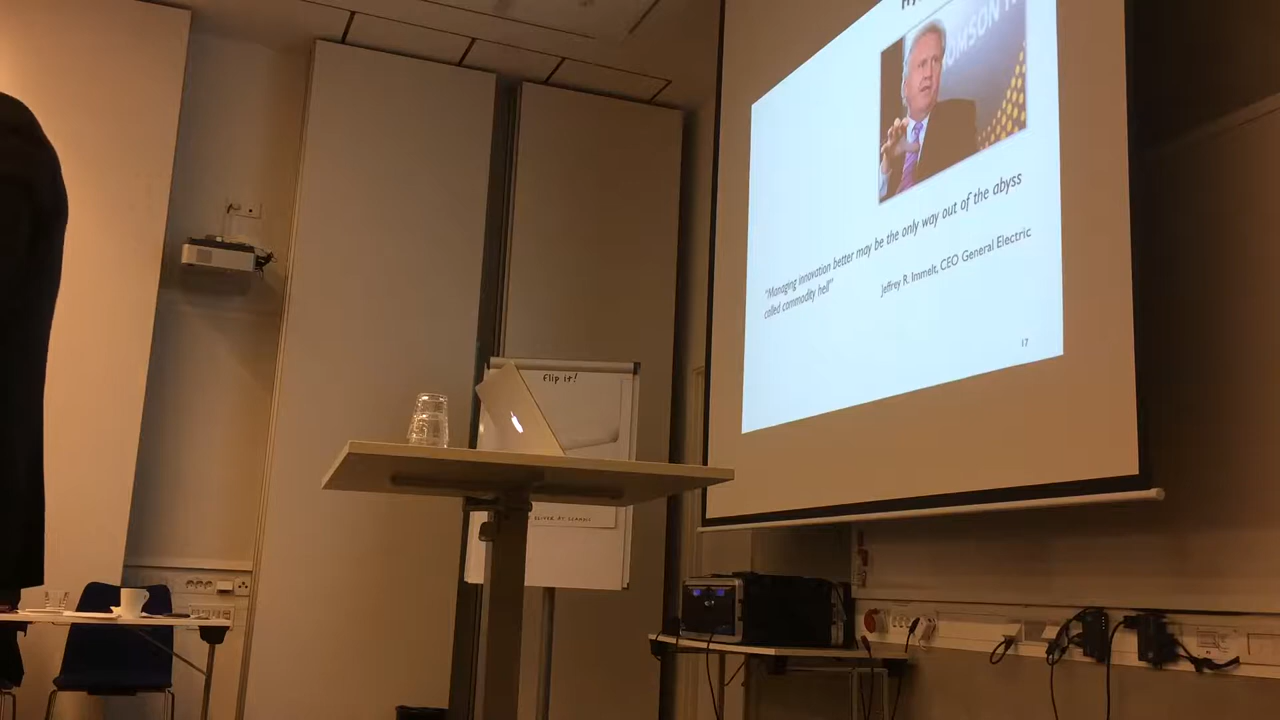 OMSON
"Managing innovation better may be the only way out of the abyss
called commodity hell"
Jeffrey R. Immelt, CEO General Electric
17
flip it!